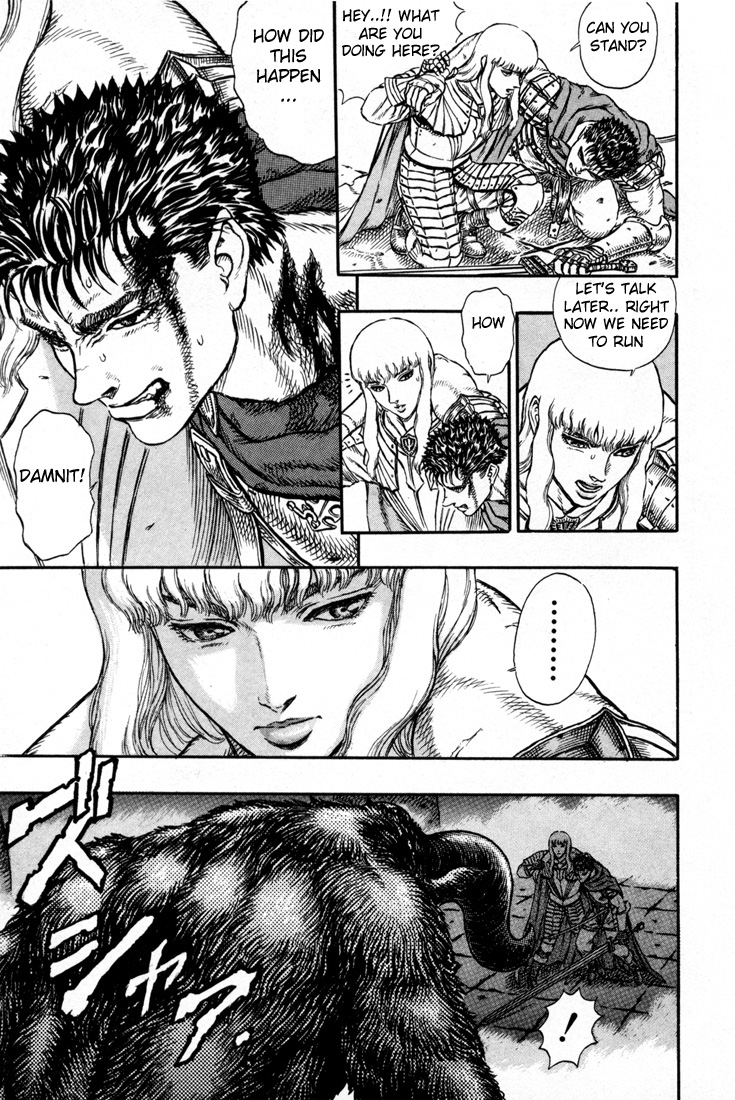 CAN YOU
STAND?
HEY..!! WHAT
ARE YOU
DOING HERE?
HOW DID
THIS
HAPPEN
...
DAMNIT!
LET'S TALK
LATER.. RIGHT
NOW WE NEED
TO RUN
HOW
........
ズシャァ.
!